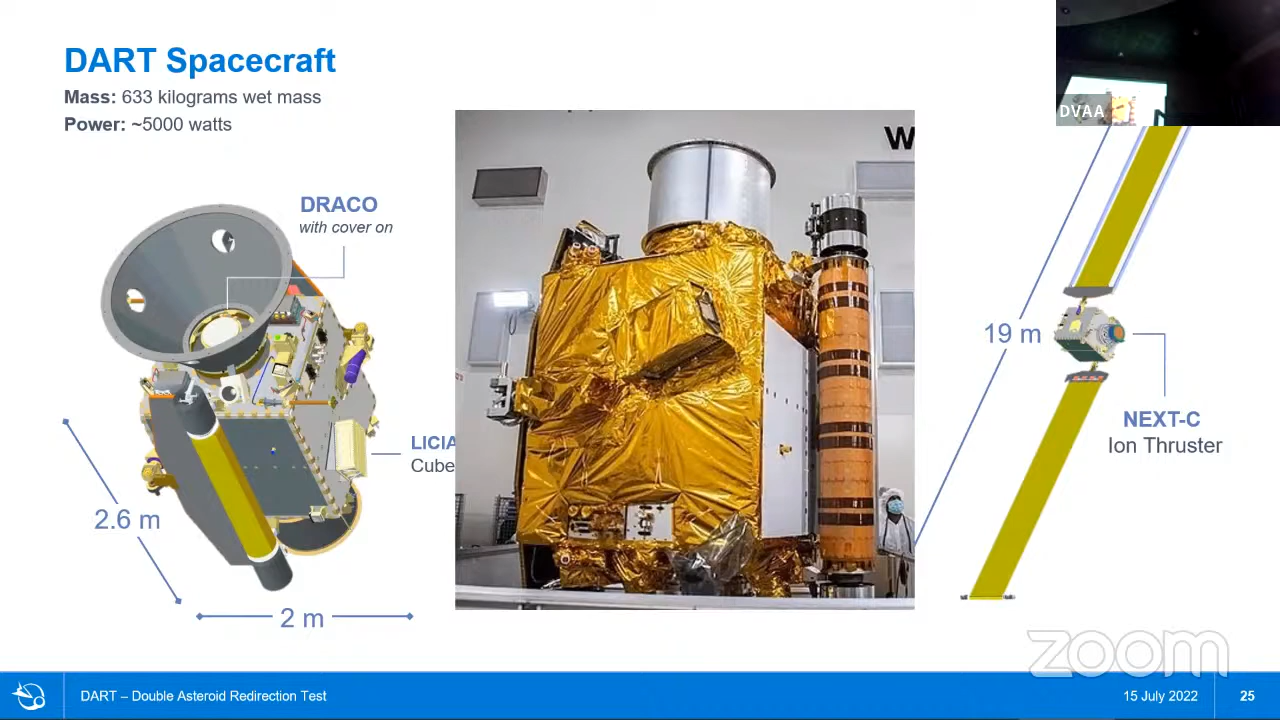 DART Spacecraft
Mass: 633 kilograms wet mass
Power: ~5000 watts
DVAA
W
DRACO
with cover on
LICIA
Cube
2.6 m
2 m
19 m
NEXT-C
Ion Thruster
zoom
DART – Double Asteroid Redirection Test
15 July 2022
25